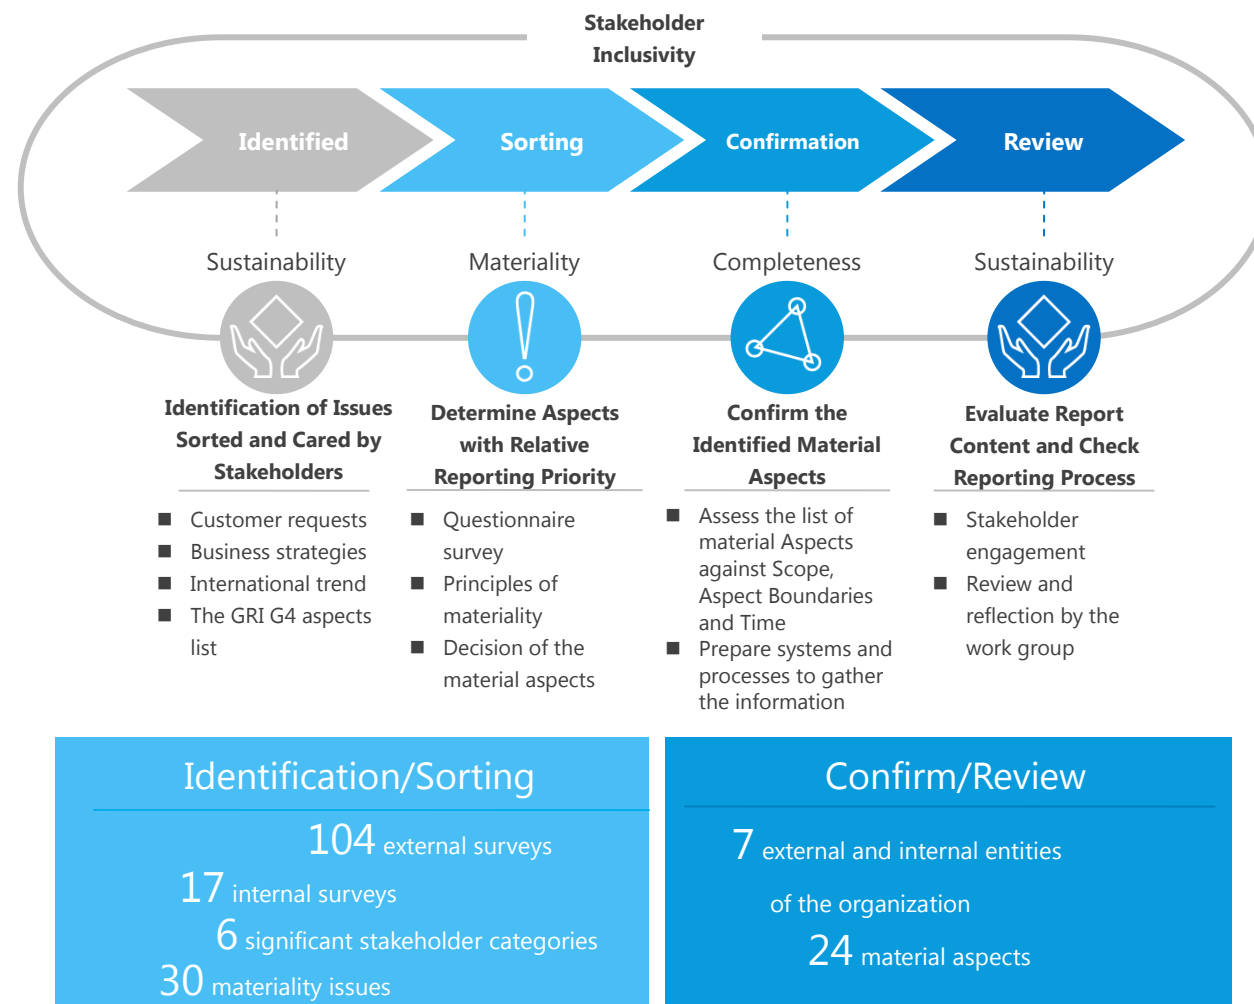 Stakeholder
Inclusivity
Identified
Sorting
Confirmation
Review
Sustainability
Materiality
Completeness
Sustainability
Identification of Issues
Sorted and Cared by
Stakeholders
■ Customer requests
■ Business strategies
■ International trend
■ The GRI G4 aspects
list
Determine Aspects
with Relative
Reporting Priority
■ Questionnaire
survey
■ Principles of
materiality
■ Decision of the
material aspects
Confirm the
Identified Material
Aspects
■ Assess the list of
material Aspects
against Scope,
Aspect Boundaries
and Time
■ Prepare systems and
processes to gather
the information
Evaluate Report
Content and Check
Reporting Process
■ Stakeholder
engagement
■ Review and
reflection by the
work group
Identification/Sorting
104 external surveys
17 internal surveys
6 significant stakeholder categories
30 materiality issues
Confirm/Review
7 external and internal entities
of the organization
24 material aspects